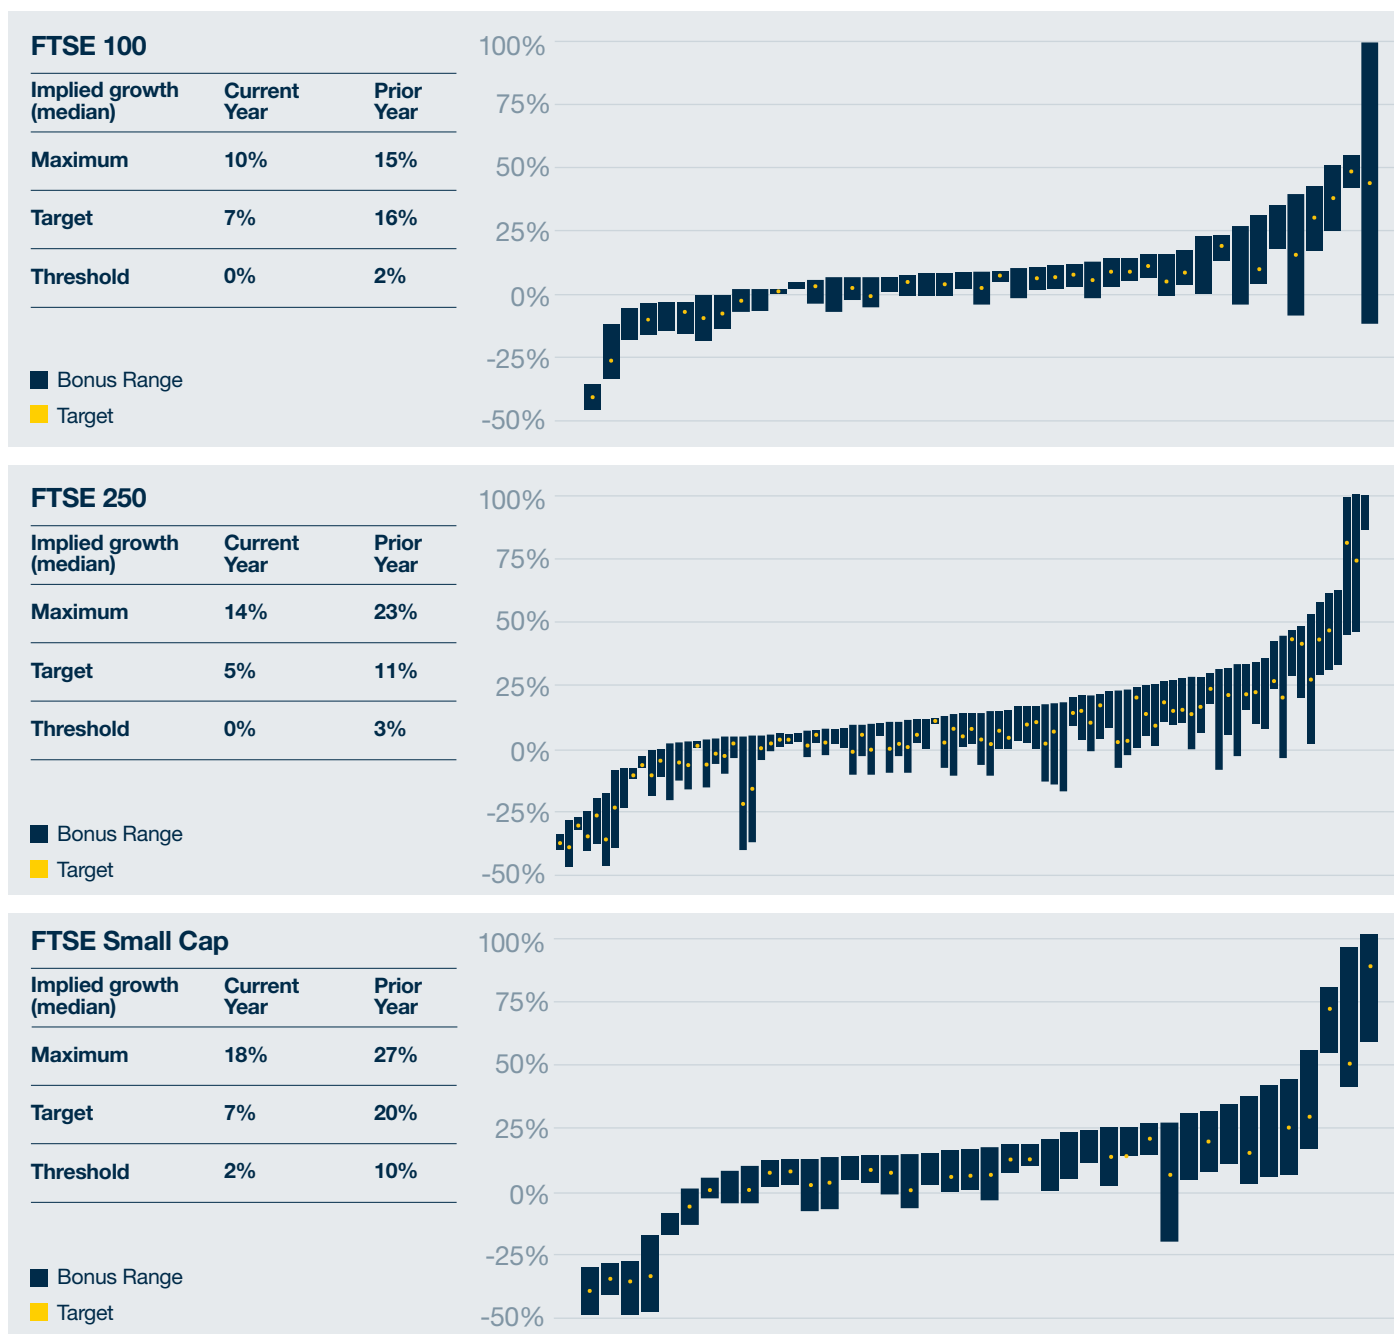 FTSE 100
Implied growth (median) Current Year Prior Year
Maximum 10% 15%
Target 7% 16%
Threshold 0% 2%
Bonus Range
Target
100%
75%
50%
25%
0%
-25%
-50%
FTSE 250
Implied growth (median) Current Year Prior Year
Maximum 14% 23%
Target 5% 11%
Threshold 0% 3%
Bonus Range
Target
100%
75%
50%
25%
0%
-25%
-50%
FTSE Small Cap
Implied growth (median) Current Year Prior Year
Maximum 18% 27%
Target 7% 20%
Threshold 2% 10%
Bonus Range
Target
100%
75%
50%
25%
0%
-25%
-50%